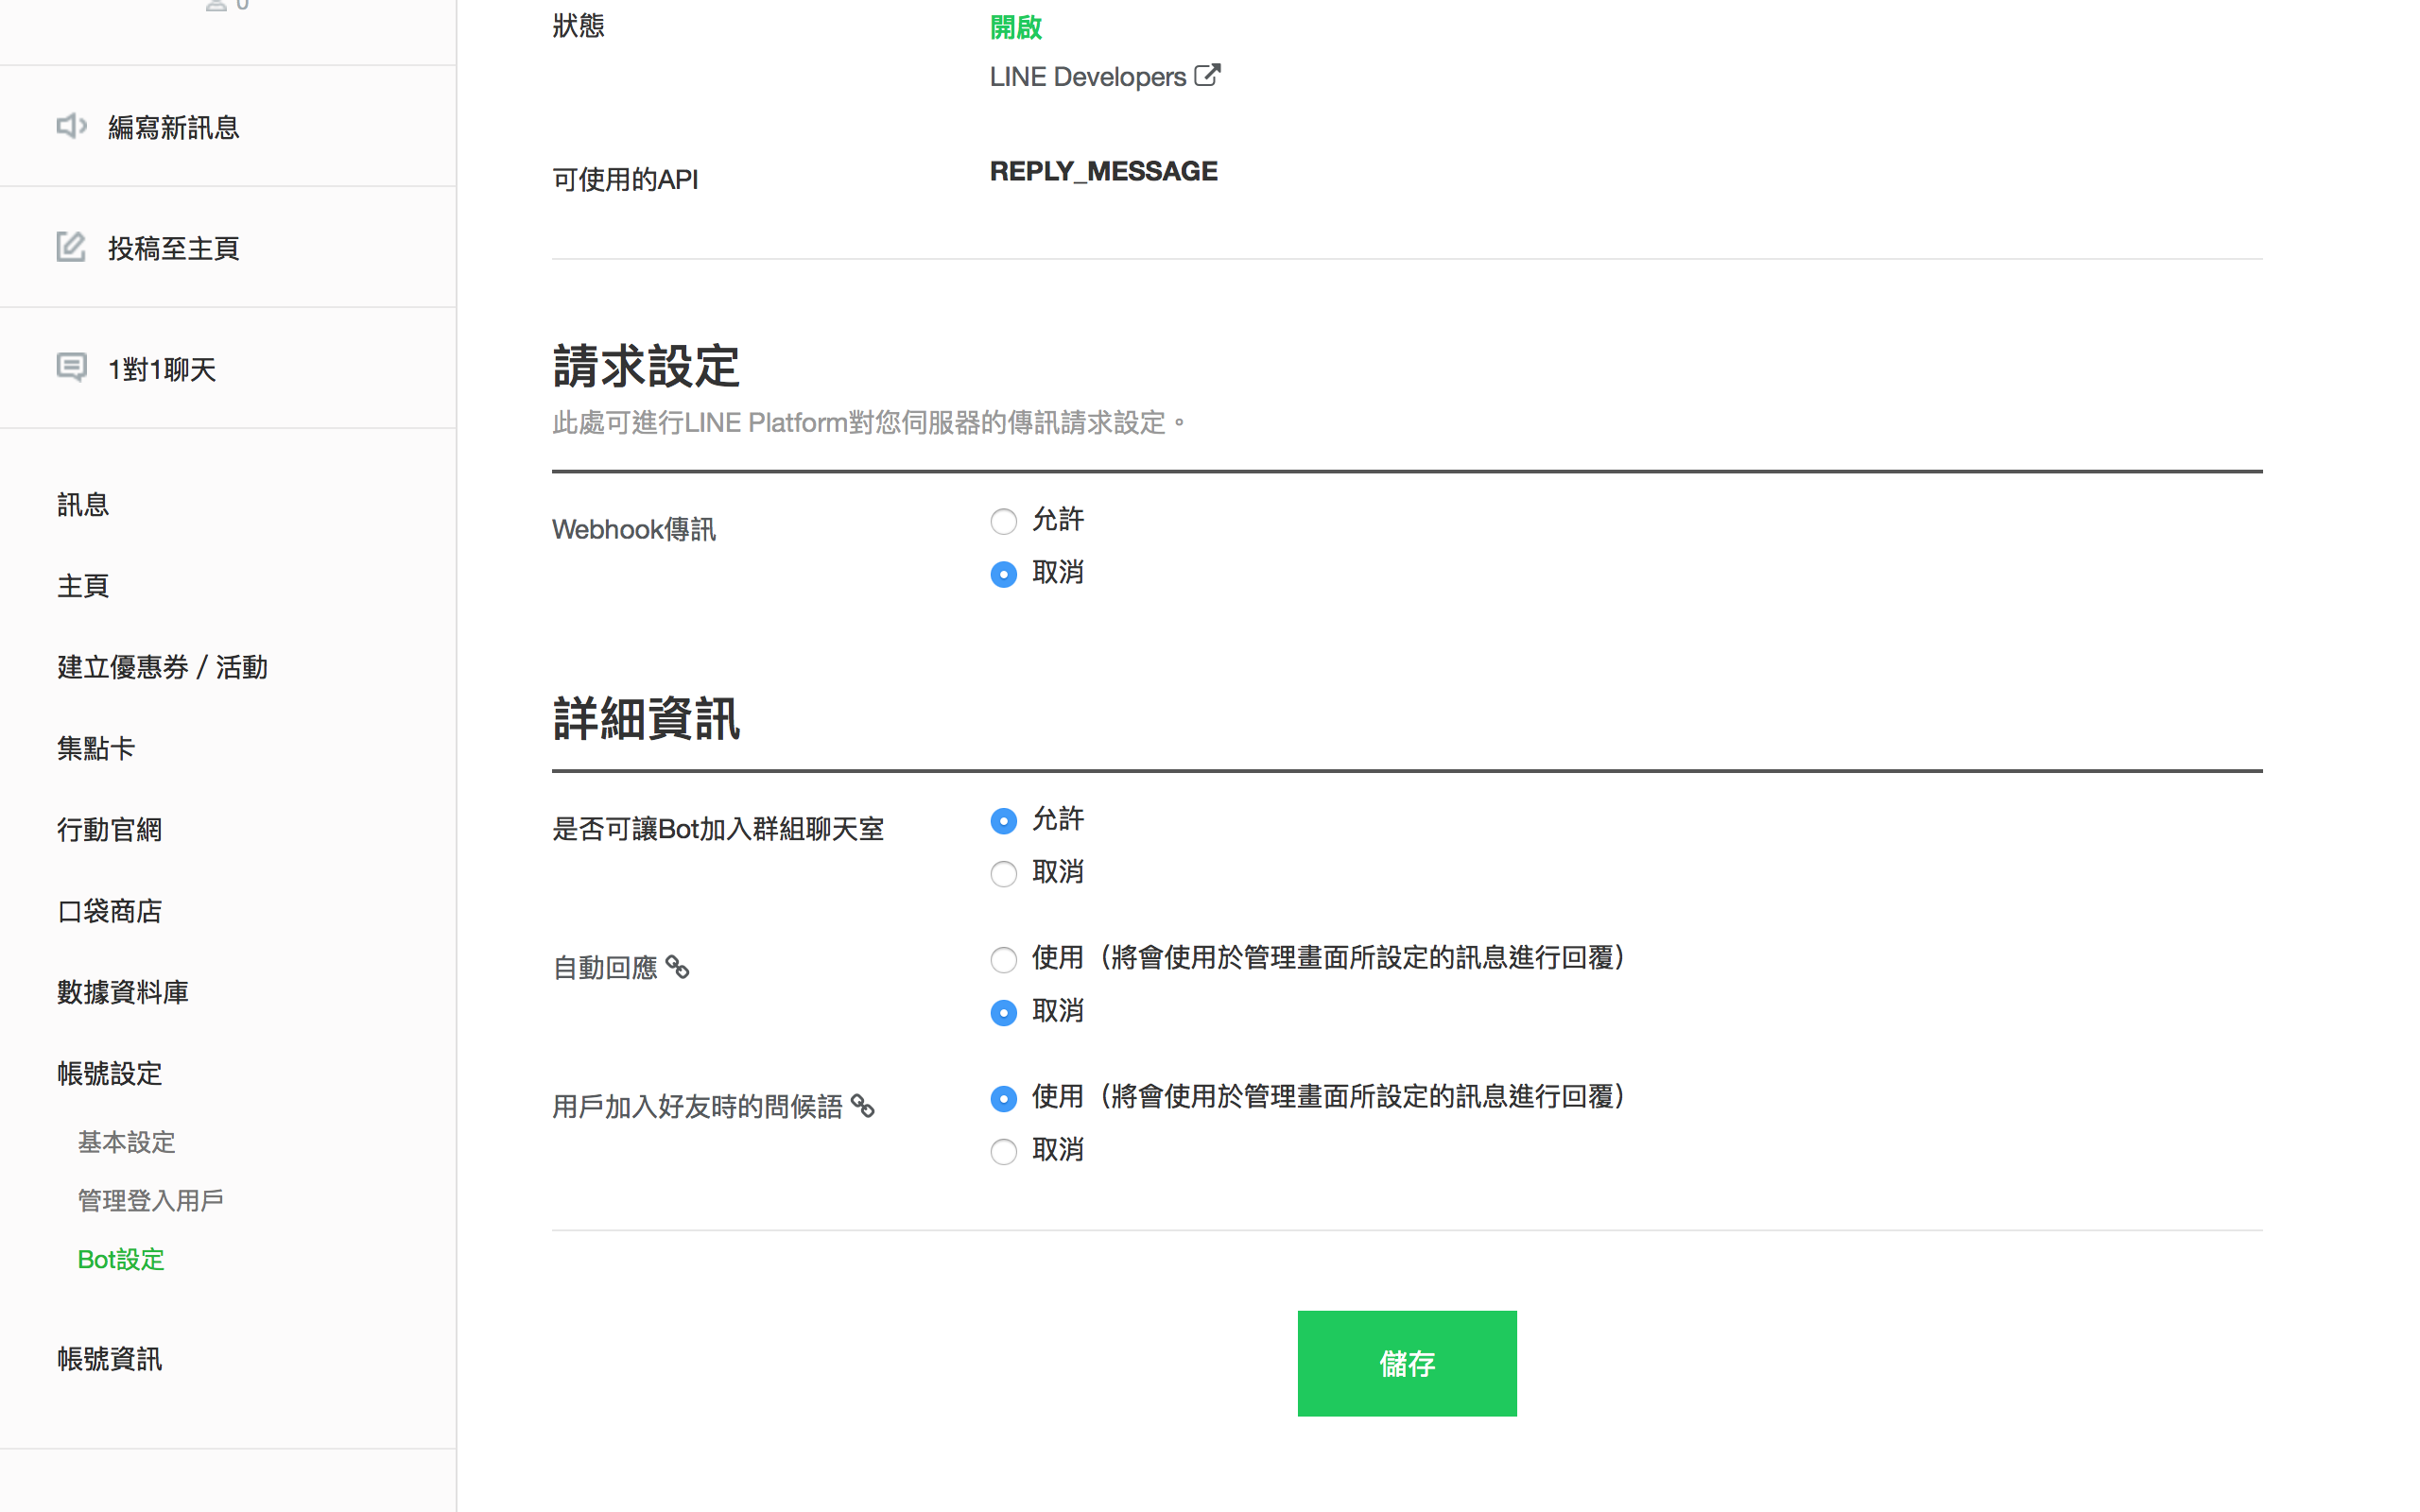 0
編寫新訊息
投稿至主頁
1對1聊天
訊息
主頁
建立優惠券 / 活動
集點卡
行動官網
口袋商店
數據資料庫
帳號設定
基本設定
管理登入用戶
Bot設定
帳號資訊
狀態
開啟
LINE Developers
可使用的API
REPLY_MESSAGE
請求設定
此處可進行LINE Platform對您伺服器的傳訊請求設定。
Webhook傳訊
允許
取消
詳細資訊
是否可讓Bot加入群組聊天室
允許
取消
自動回應
使用（將會使用於管理畫面所設定的訊息進行回覆）
取消
用戶加入好友時的問候語
使用（將會使用於管理畫面所設定的訊息進行回覆）
取消
儲存